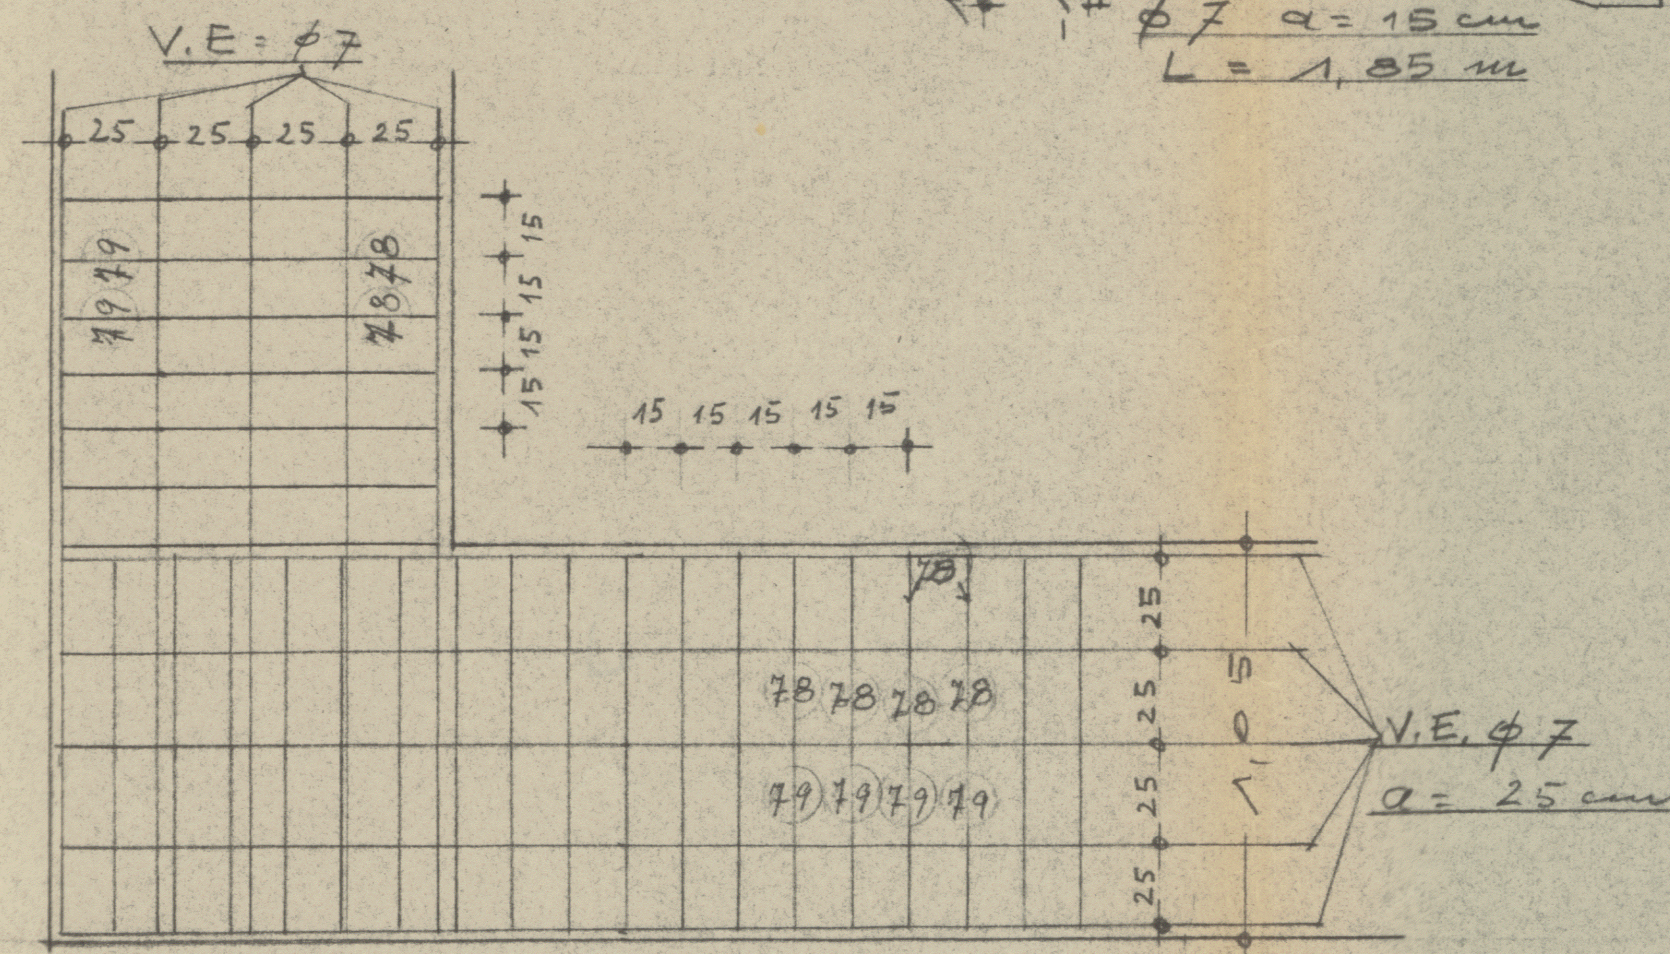 V.E = ø 7
ø 7 a = 15 cm
L = 1,85 m
25 25 25 25
79 79
78 78
15 15 15 15
15 15 15 15 15
78
78 78 78 78
79 79 79 79
25 25 25 25
1,05
V.E. ø 7
a = 25 cm